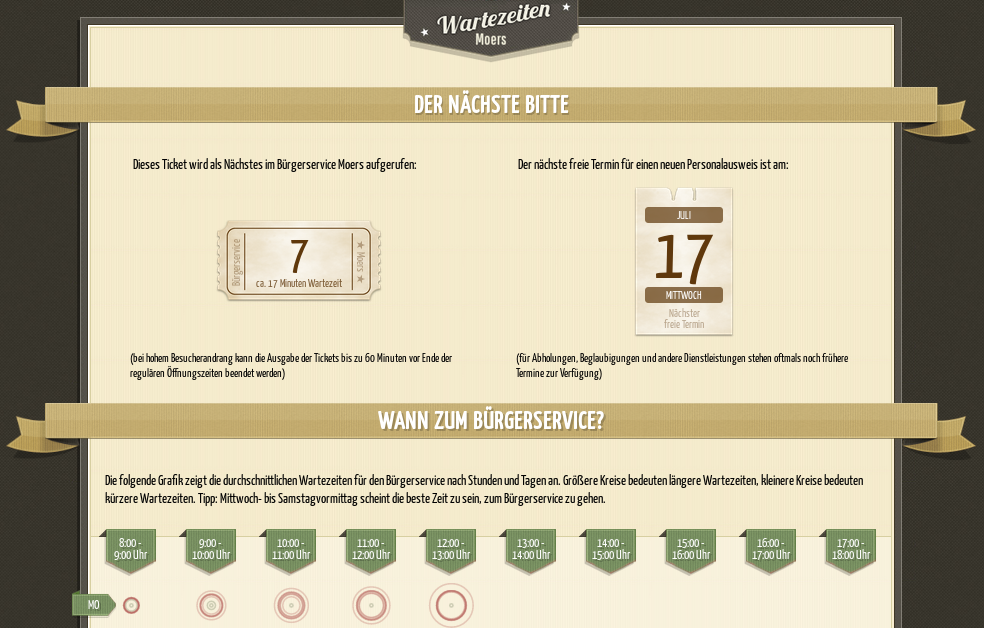 Wartezeiten
Moers
DER NÄCHSTE BITTE
Dieses Ticket wird als Nächstes im Bürgerservice Moers aufgerufen:
Bürgerservice
7
ca. 17 Minuten Wartezeit
★ Moers ★
(bei hohem Besucherandrang kann die Ausgabe der Tickets bis zu 60 Minuten vor Ende der
regulären Öffnungszeiten beendet werden)
Der nächste freie Termin für einen neuen Personalausweis ist am:
JULI
17
MITTWOCH
Nächster
freie Termin
(für Abholungen, Beglaubigungen und andere Dienstleistungen stehen oftmals noch frühere
Termine zur Verfügung)
WANN ZUM BÜRGERSERVICE?
Die folgende Grafik zeigt die durchschnittlichen Wartezeiten für den Bürgerservice nach Stunden und Tagen an. Größere Kreise bedeuten längere Wartezeiten, kleinere Kreise bedeuten
kürzere Wartezeiten. Tipp: Mittwoch- bis Samstagvormittag scheint die beste Zeit zu sein, zum Bürgerservice zu gehen.
8:00 -
9:00 Uhr
9:00 -
10:00 Uhr
10:00 -
11:00 Uhr
11:00 -
12:00 Uhr
12:00 -
13:00 Uhr
13:00 -
14:00 Uhr
14:00 -
15:00 Uhr
15:00 -
16:00 Uhr
16:00 -
17:00 Uhr
17:00 -
18:00 Uhr
MO